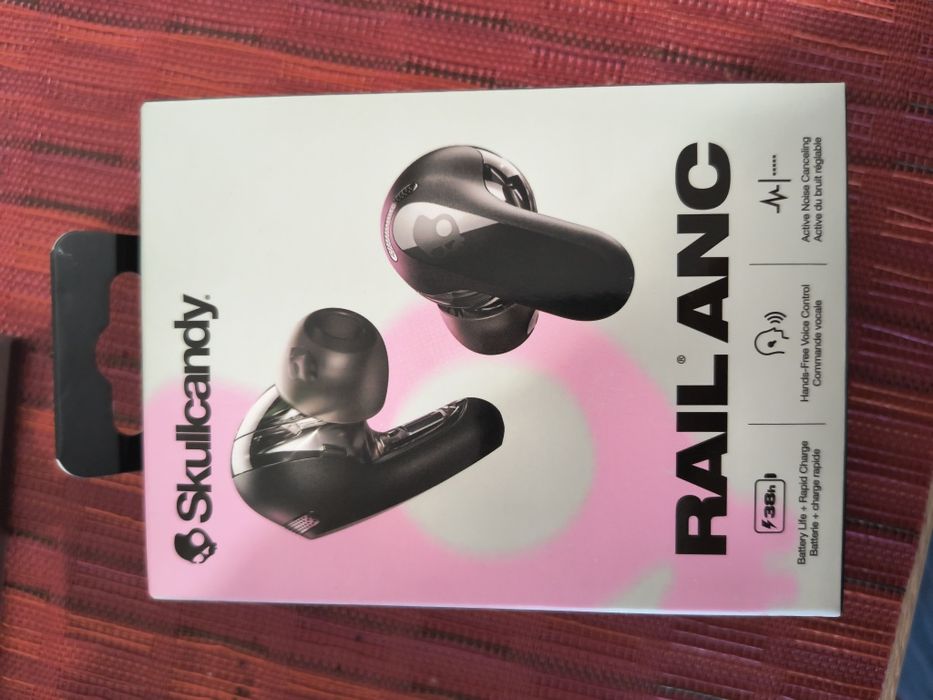 Skullcandy®
RAIL® ANC
38h
Battery Life + Rapid Charge
Batterie + charge rapide
Hands-Free Voice Control
Commande vocale
Active Noise Canceling
Active du bruit réglable